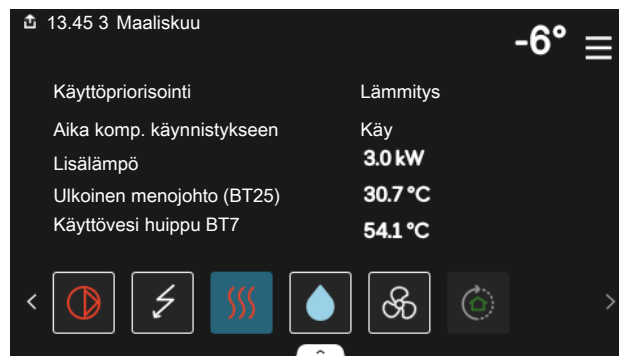 13.45 3 Maaliskuu
-6°
Käyttöpriorisointi Lämmitys
Aika komp. käynnistykseen Käy
Lisälämpö 3.0 kW
Ulkoinen menojohto (BT25) 30.7 °C
Käyttövesi huippu BT7 54.1 °C